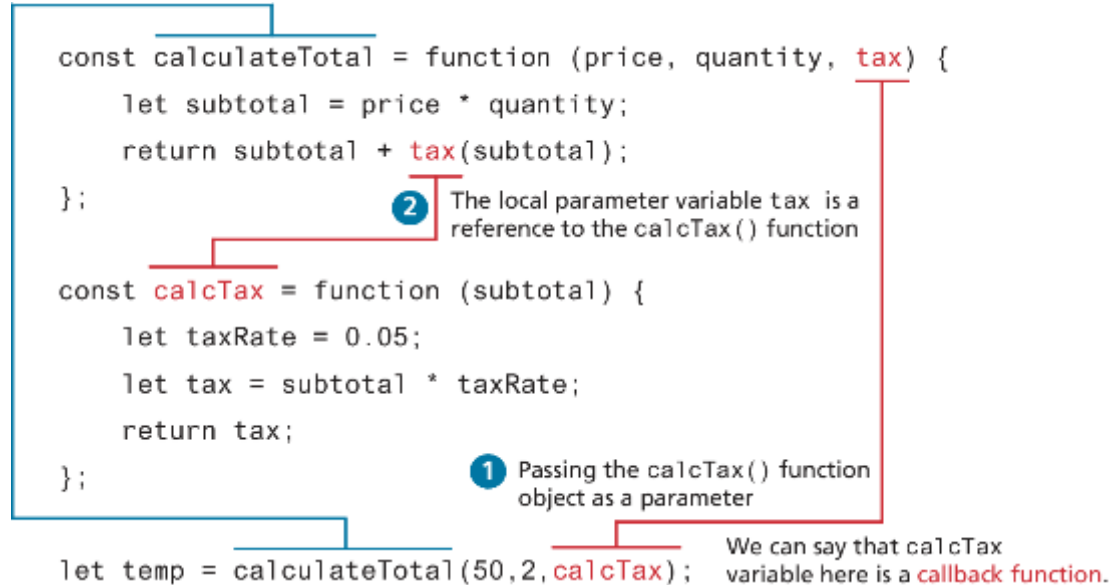 const calculateTotal = function (price, quantity, tax) {
let subtotal = price * quantity;
return subtotal + tax(subtotal);
};
2 The local parameter variable tax is a
reference to the calcTax() function
const calcTax = function (subtotal) {
let taxRate = 0.05;
let tax = subtotal * taxRate;
return tax;
};
1 Passing the calcTax() function
object as a parameter
let temp = calculateTotal(50,2,calcTax);
We can say that calcTax
variable here is a callback function